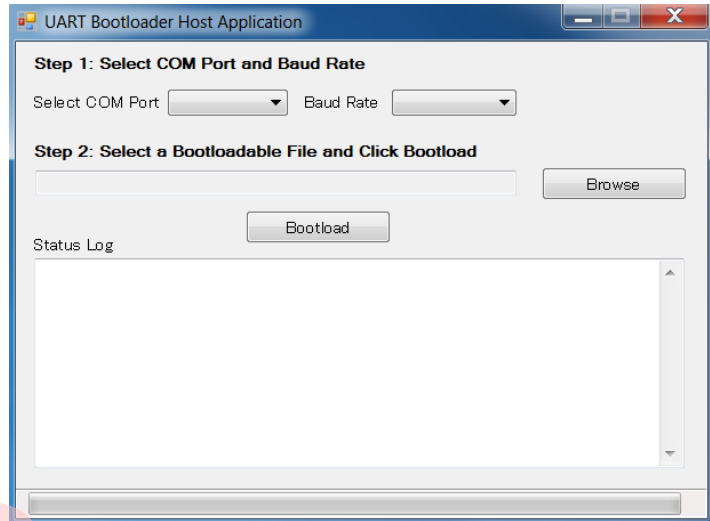 UART Bootloader Host Application
Step 1: Select COM Port and Baud Rate
Select COM Port Baud Rate
Step 2: Select a Bootloadable File and Click Bootload
Browse
Bootload
Status Log